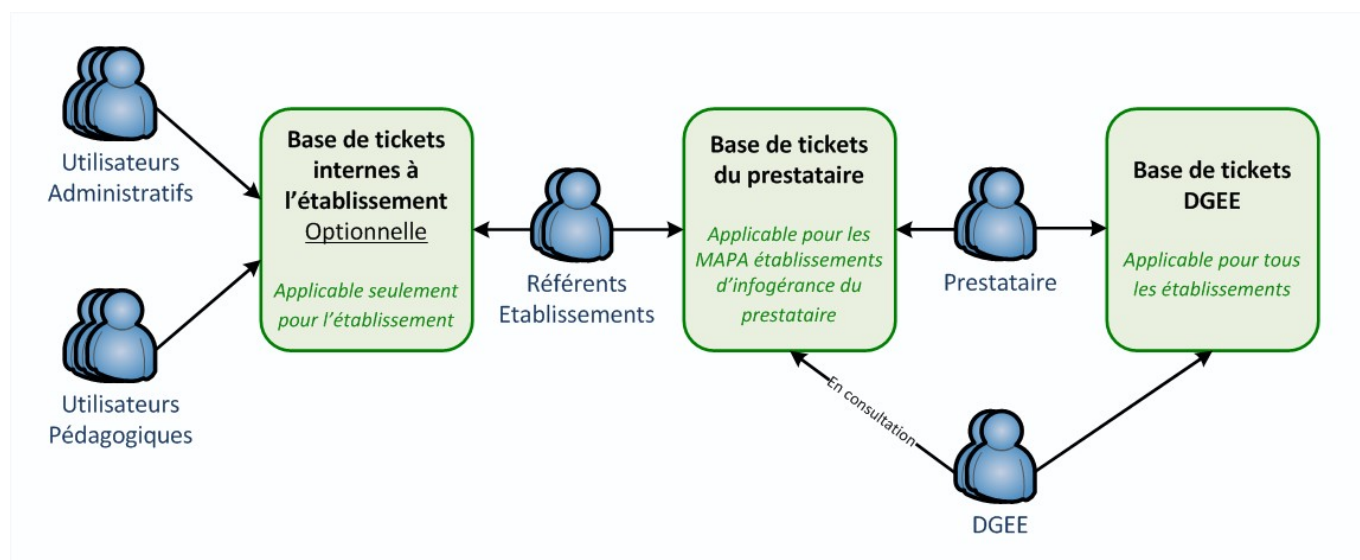 Utilisateurs
Administratifs
Utilisateurs
Pédagogiques
Base de tickets
internes à
l’établissement
Optionnelle
Applicable seulement
pour l’établissement
Référents
Etablissements
Base de tickets
du prestataire
Applicable pour les
MAPA établissements
d’infogérance du
prestataire
Prestataire
Base de tickets
DGEE
Applicable pour tous
les établissements
En consultation
DGEE